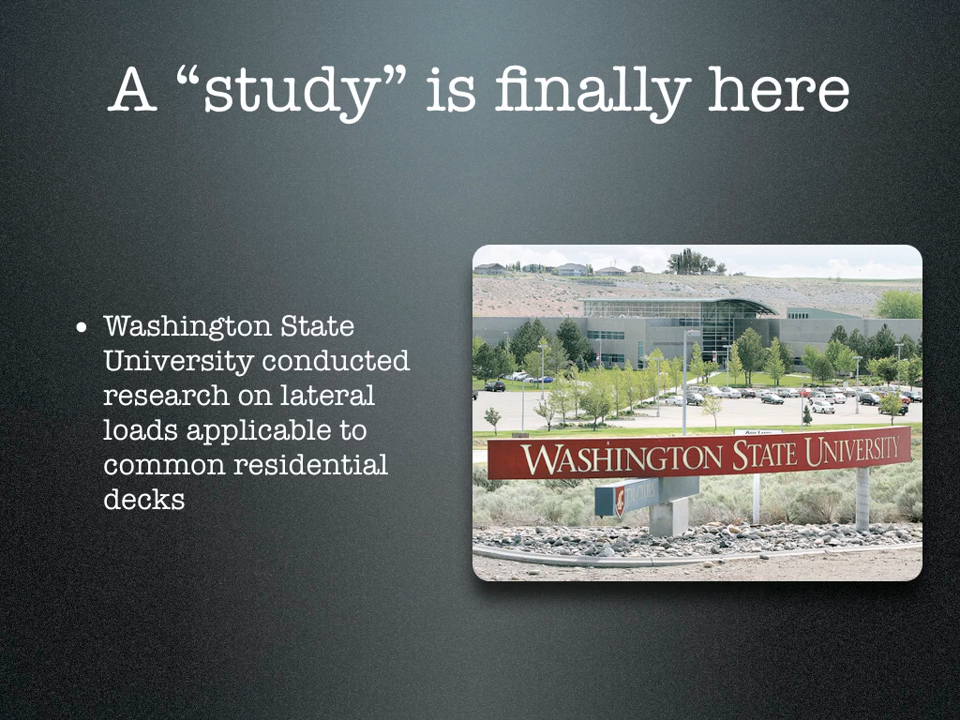 A “study” is finally here
• Washington State
University conducted
research on lateral
loads applicable to
common residential
decks
WASHINGTON STATE UNIVERSITY